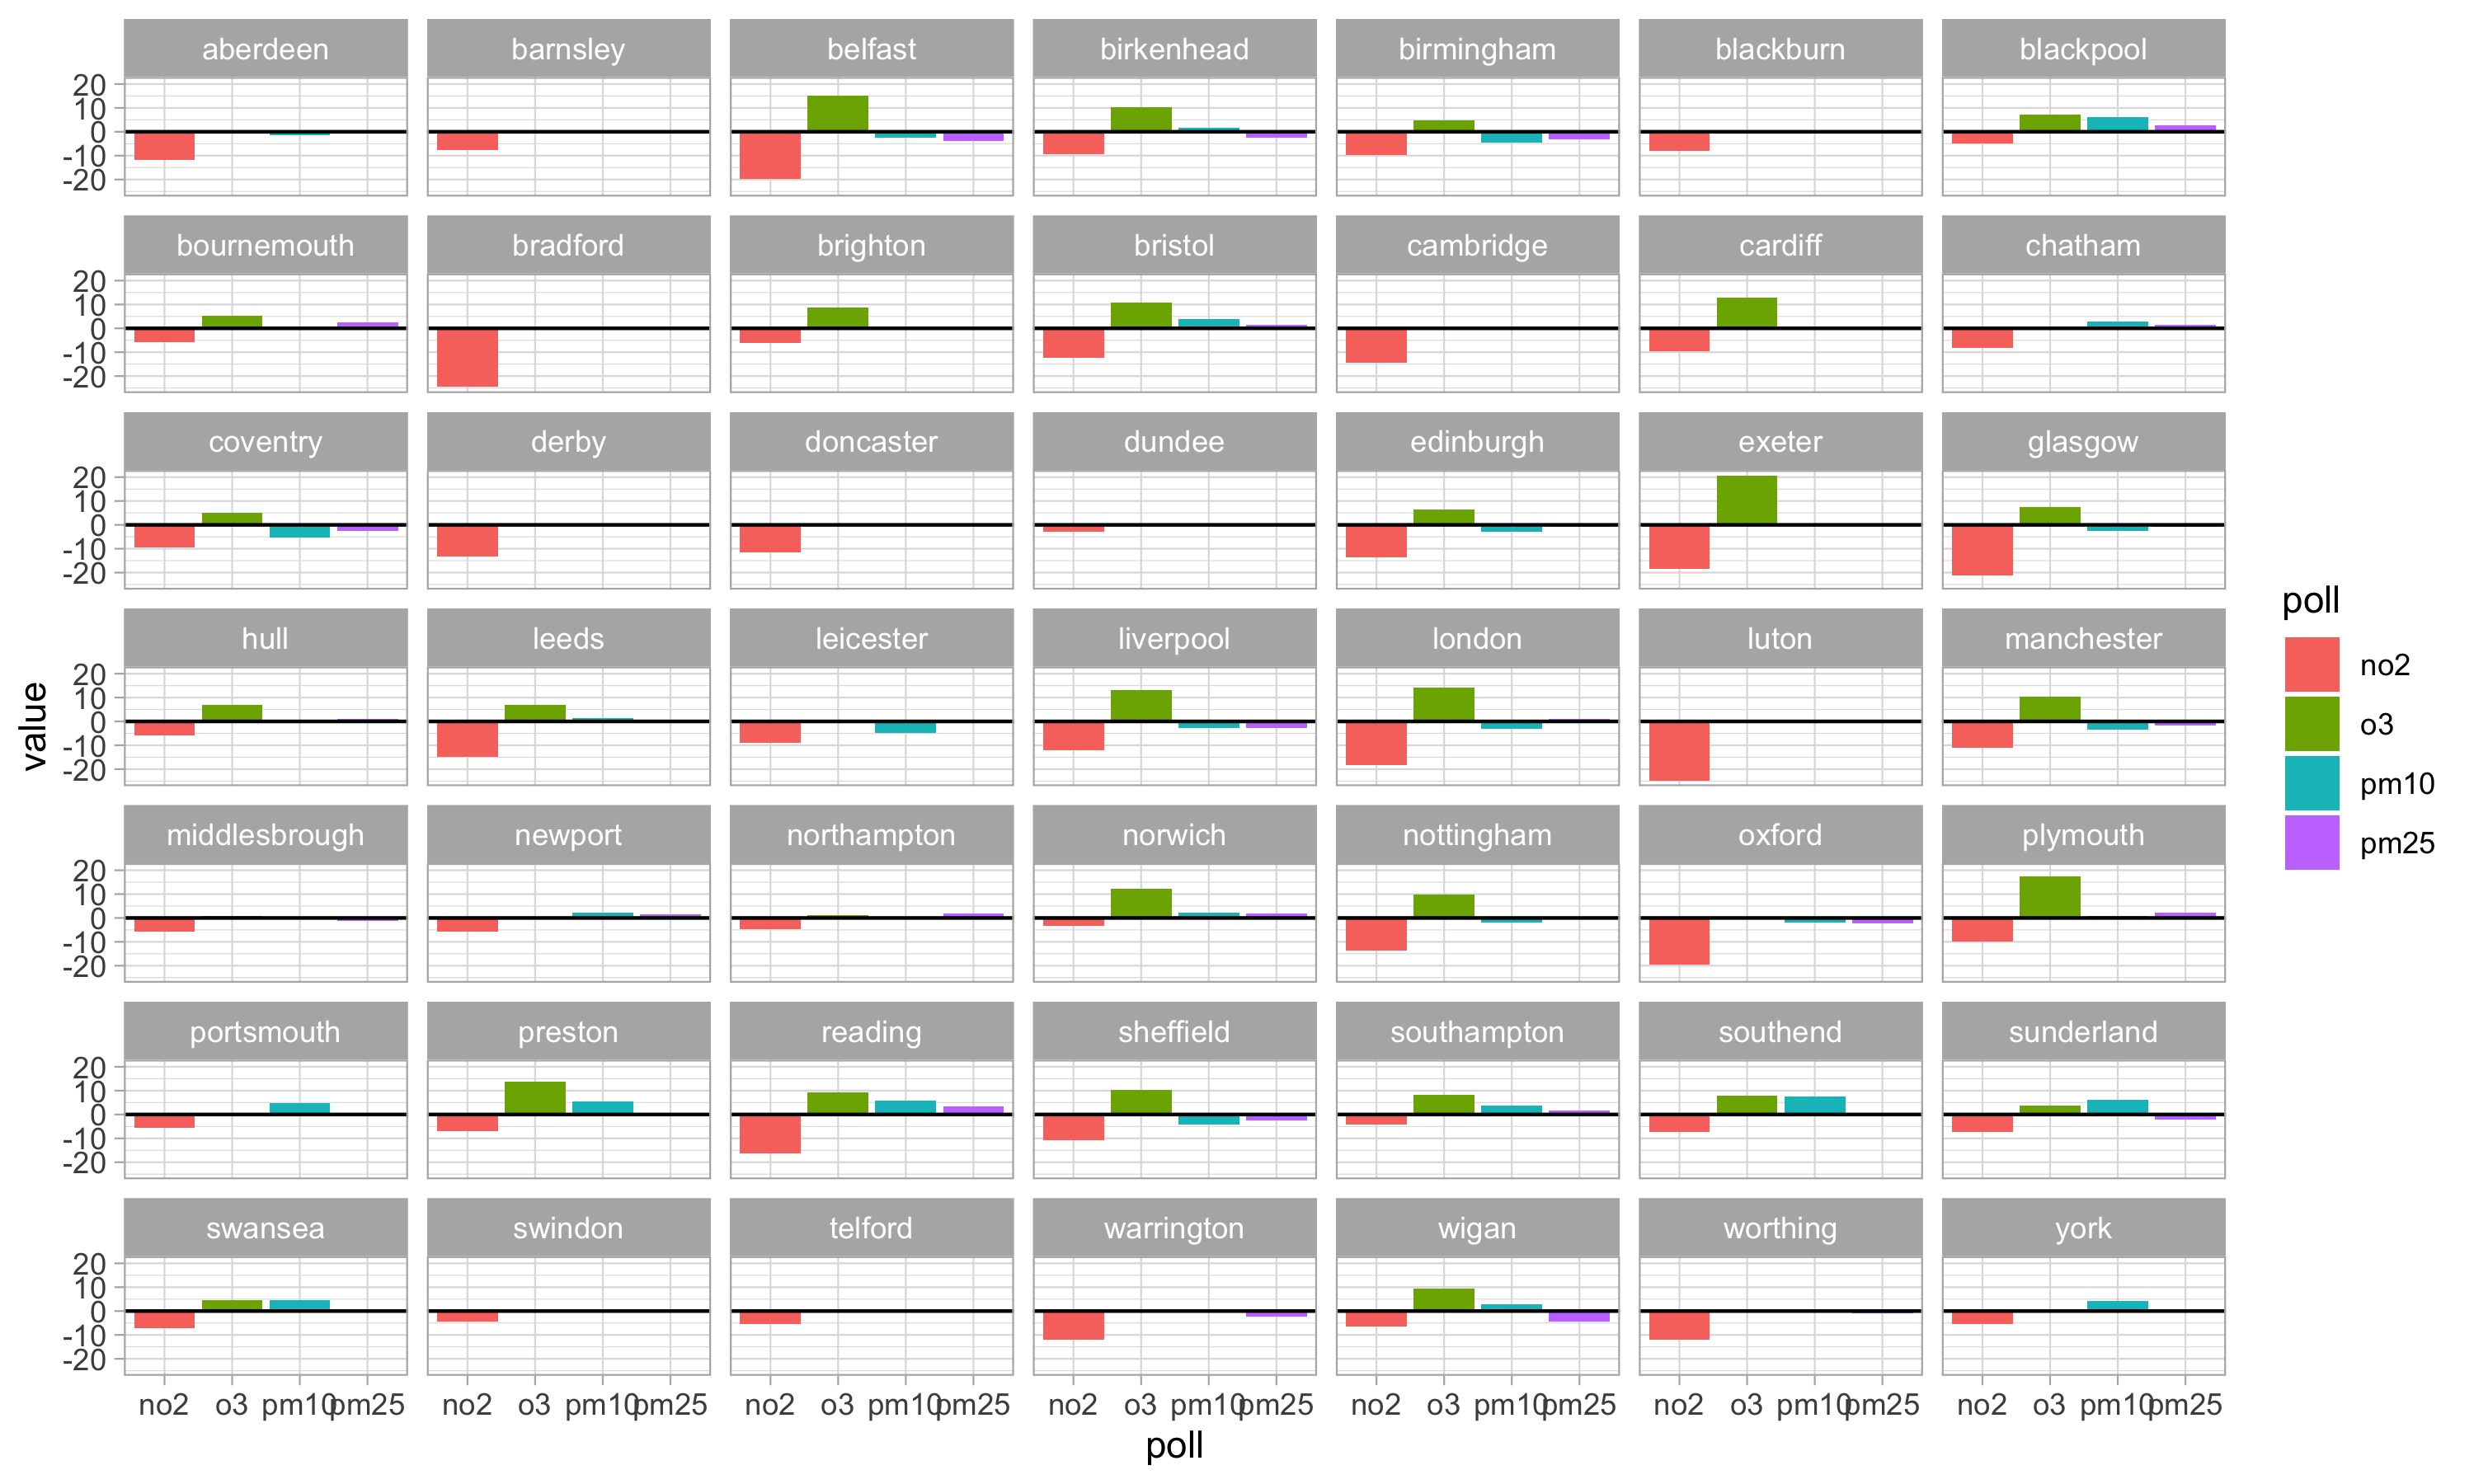 aberdeen barnsley belfast birkenhead birmingham blackburn blackpool
20
10
0
-10
-20
bournemouth bradford brighton bristol cambridge cardiff chatham
20
10
0
-10
-20
coventry derby doncaster dundee edinburgh exeter glasgow
20
10
0
-10
-20
hull leeds leicester liverpool london luton manchester
20
10
0
-10
-20
middlesbrough newport northampton norwich nottingham oxford plymouth
20
10
0
-10
-20
portsmouth preston reading sheffield southampton southend sunderland
20
10
0
-10
-20
swansea swindon telford warrington wigan worthing york
20
10
0
-10
-20
no2 o3 pm10 pm25 no2 o3 pm10 pm25 no2 o3 pm10 pm25 no2 o3 pm10 pm25 no2 o3 pm10 pm25 no2 o3 pm10 pm25 no2 o3 pm10 pm25
poll
value
poll
no2
o3
pm10
pm25